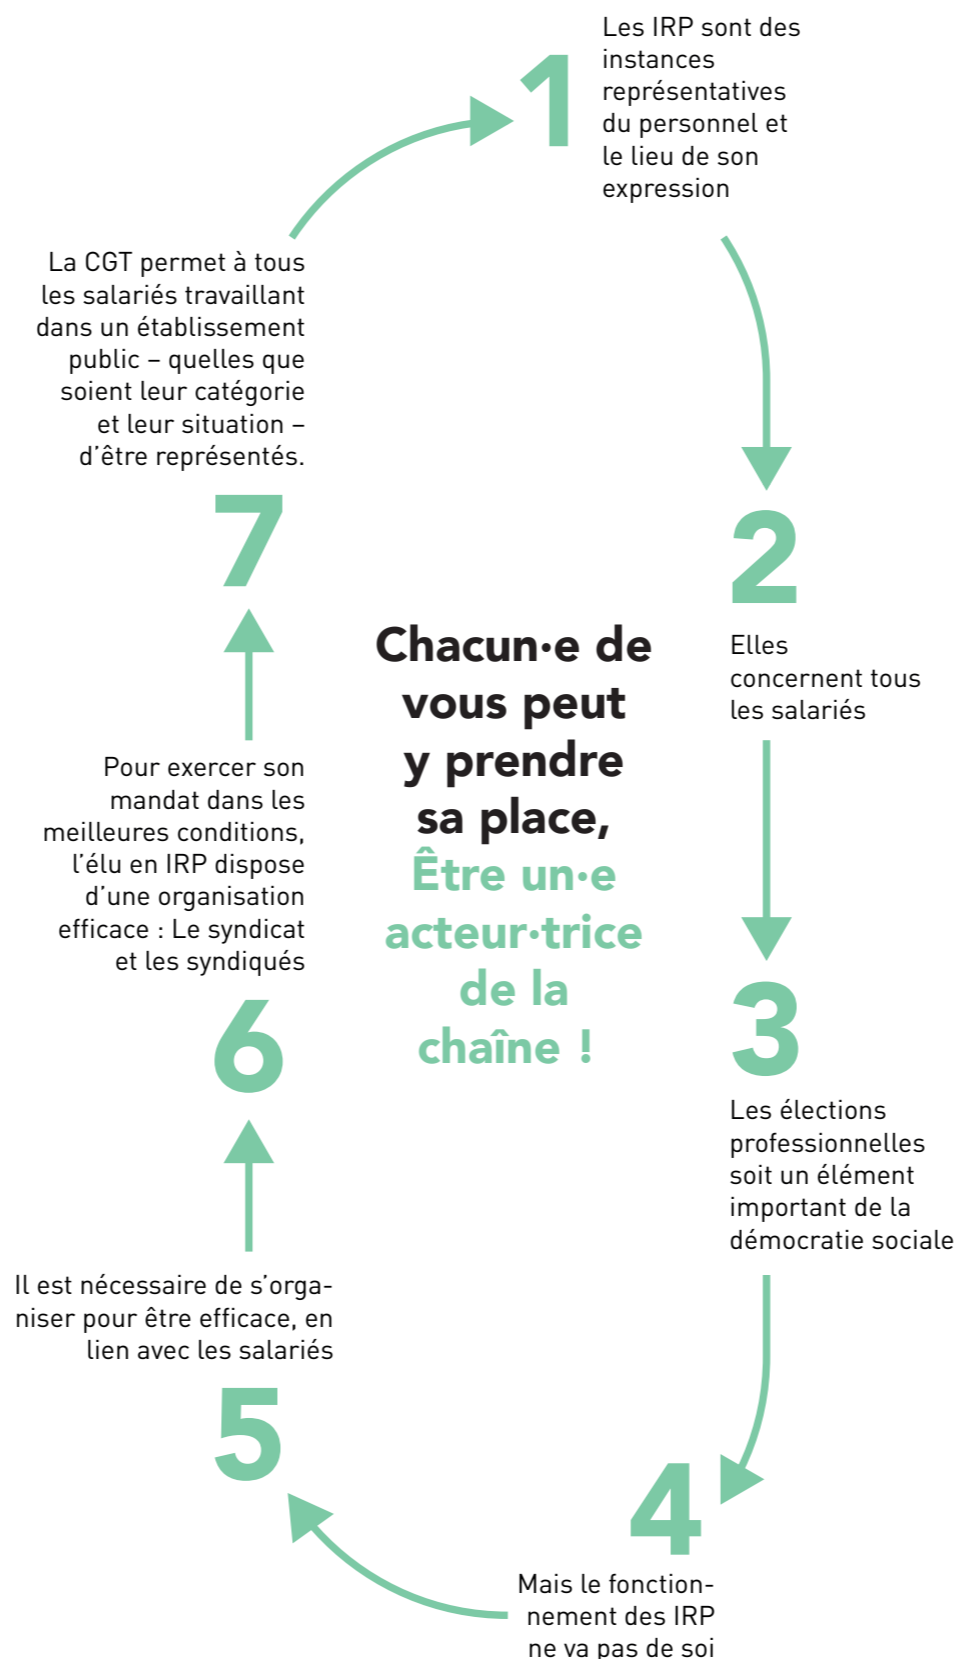 1
Les IRP sont des
instances
représentatives
du personnel et
le lieu de son
expression
2
Elles
concernent tous
les salariés
3
Les élections
professionnelles
soit un élément
important de la
démocratie sociale
4
Mais le fonction-
nement des IRP
ne va pas de soi
Il est nécessaire de s’orga-
niser pour être efficace, en
lien avec les salariés
5
Pour exercer son
mandat dans les
meilleures conditions,
l’élu en IRP dispose
d’une organisation
efficace : Le syndicat
et les syndiqués
6
La CGT permet à tous
les salariés travaillant
dans un établissement
public – quelles que
soient leur catégorie
et leur situation –
d’être représentés.
7
Chacun·e de
vous peut
y prendre
sa place,
Être un·e
acteur·trice
de la
chaîne !